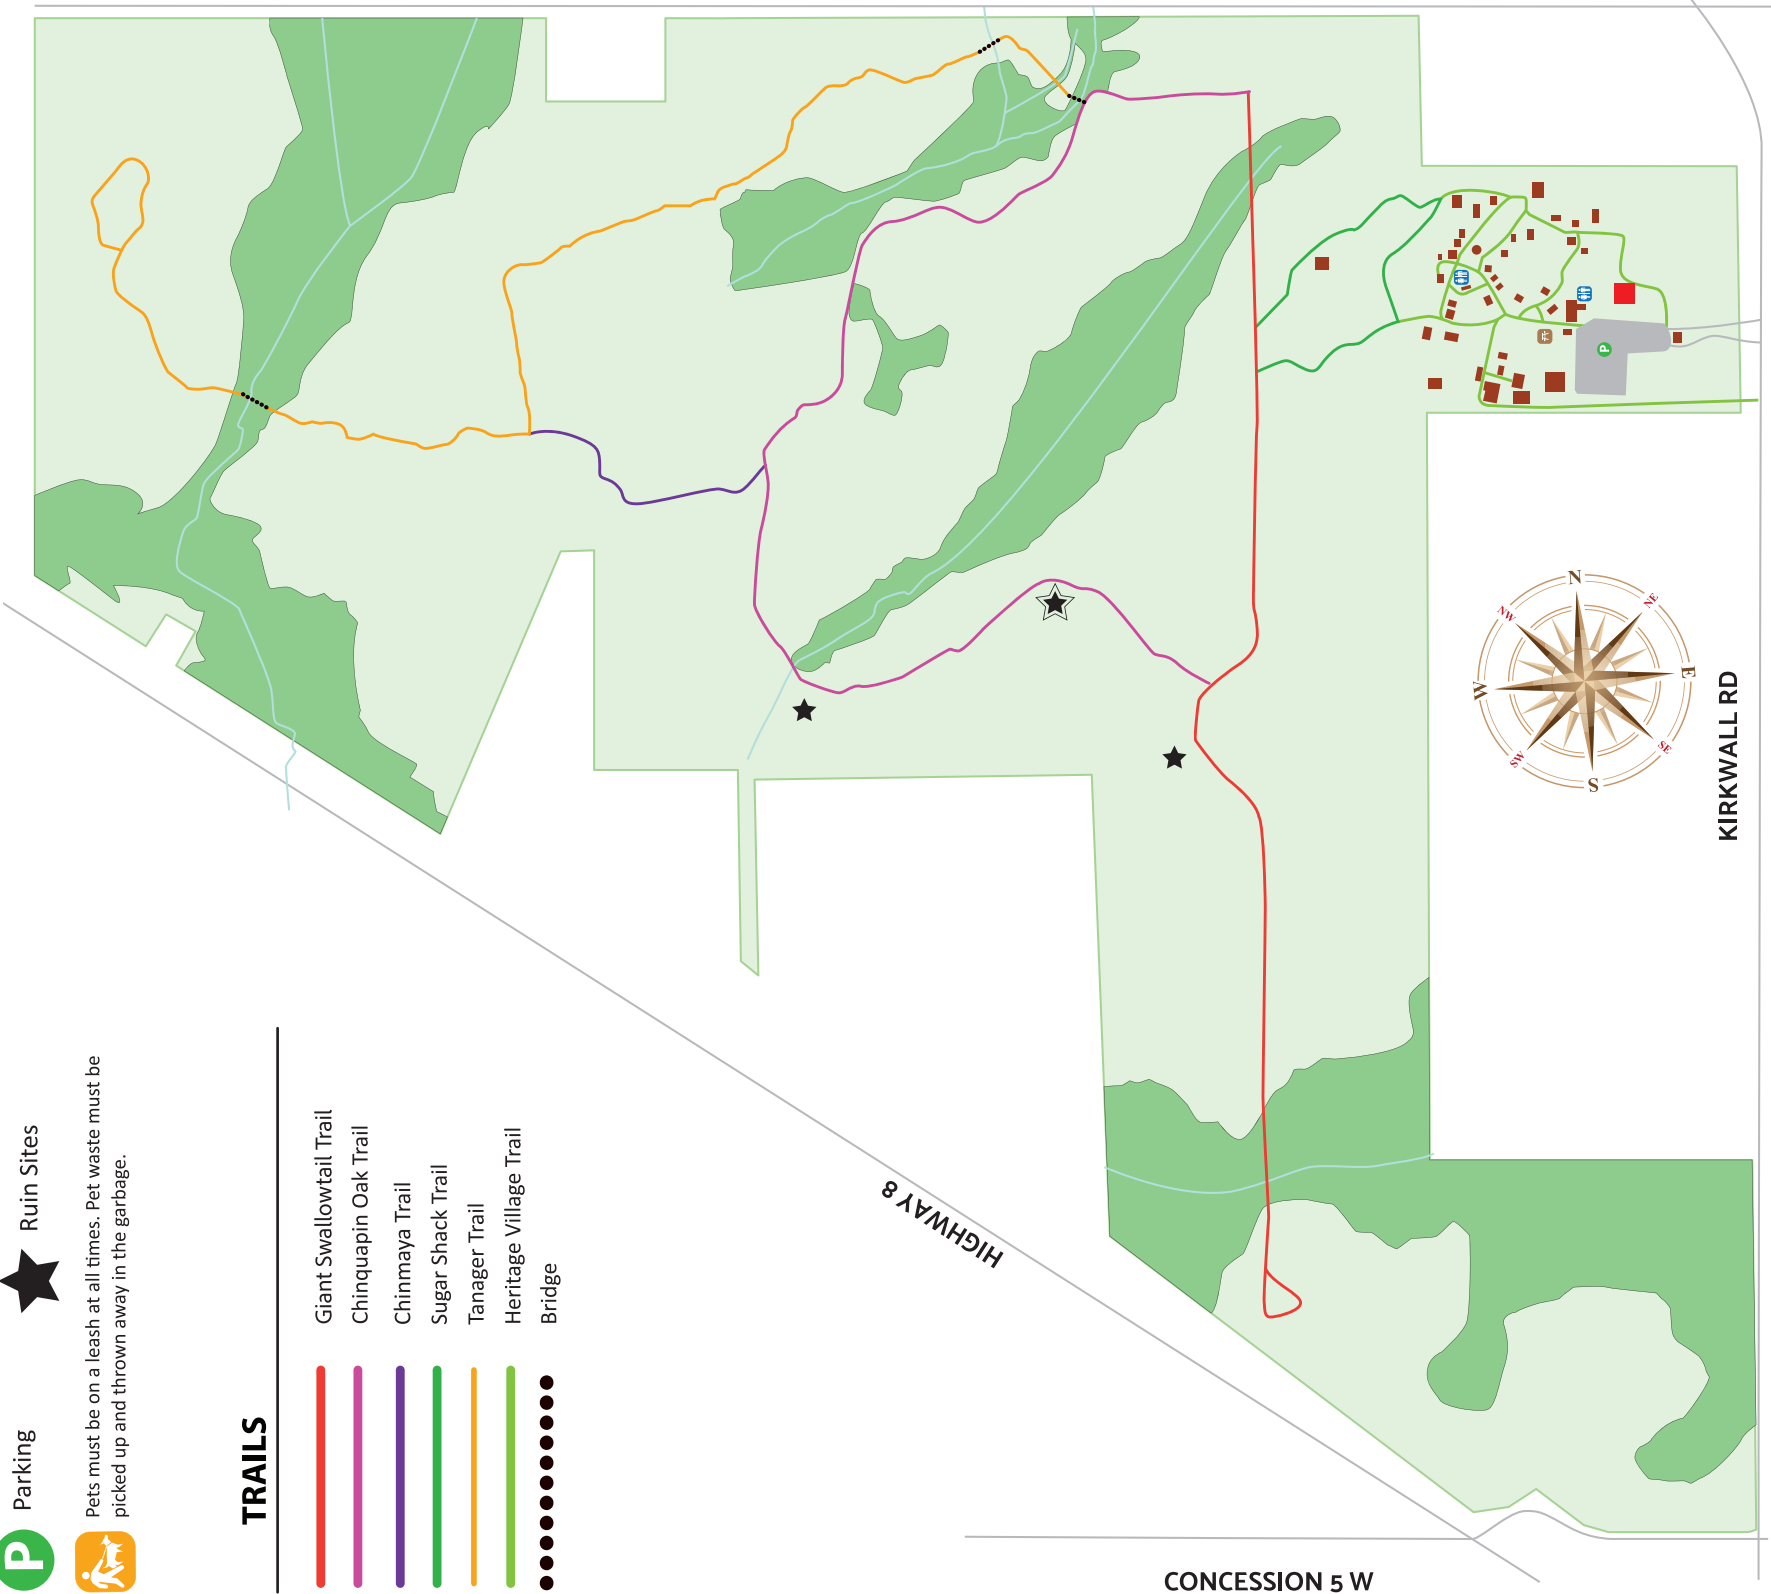 N
NE
E
SE
S
SW
W
NW
KIRKWALL RD
HIGHWAY 8
CONCESSION 5 W
P
P
Parking
Ruin Sites
Pets must be on a leash at all times. Pet waste must be
picked up and thrown away in the garbage.
TRAILS
Giant Swallowtail Trail
Chinquapin Oak Trail
Chinmaya Trail
Sugar Shack Trail
Tanager Trail
Heritage Village Trail
Bridge